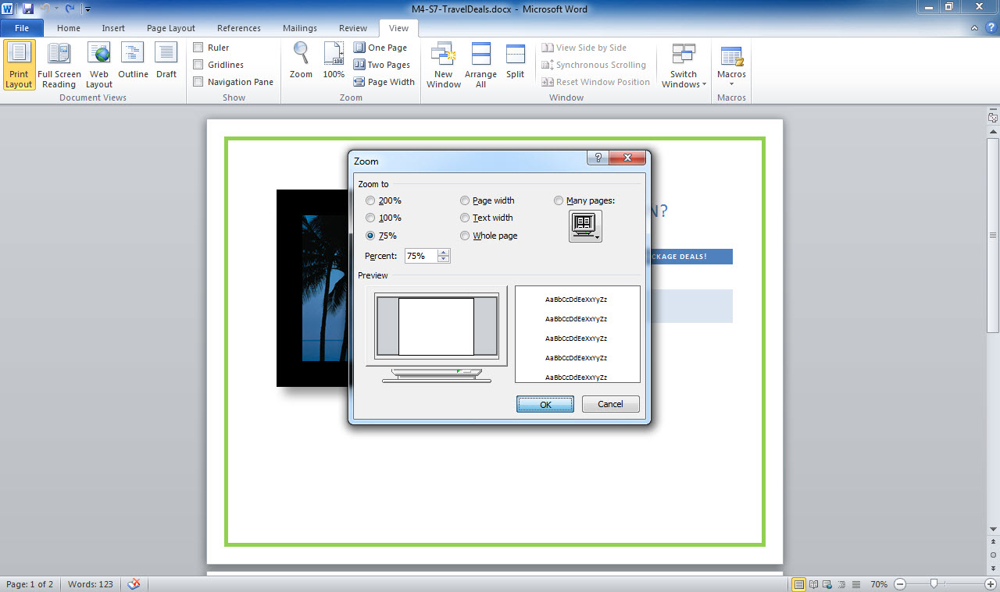 M4-S7-TravelDeals.docx - Microsoft Word
File Home Insert Page Layout References Mailings Review View
Print Layout
Full Screen Reading
Web Layout
Outline
Draft
Document Views
Ruler
Gridlines
Navigation Pane
Show
Zoom
100
100%
One Page
Two Pages
Page Width
Zoom
New Window
Arrange All
Split
View Side by Side
Synchronous Scrolling
Reset Window Position
Window
Switch Windows
Macros
Macros
N?
CKAGE DEALS!
Zoom
Zoom to
200% Page width Many pages:
100% Text width
75% Whole page
Percent: 75%
Preview
AaBbCcDdEeXxYyZz
AaBbCcDdEeXxYyZz
AaBbCcDdEeXxYyZz
AaBbCcDdEeXxYyZz
AaBbCcDdEeXxYyZz
OK Cancel
Page: 1 of 2 Words: 123 70%